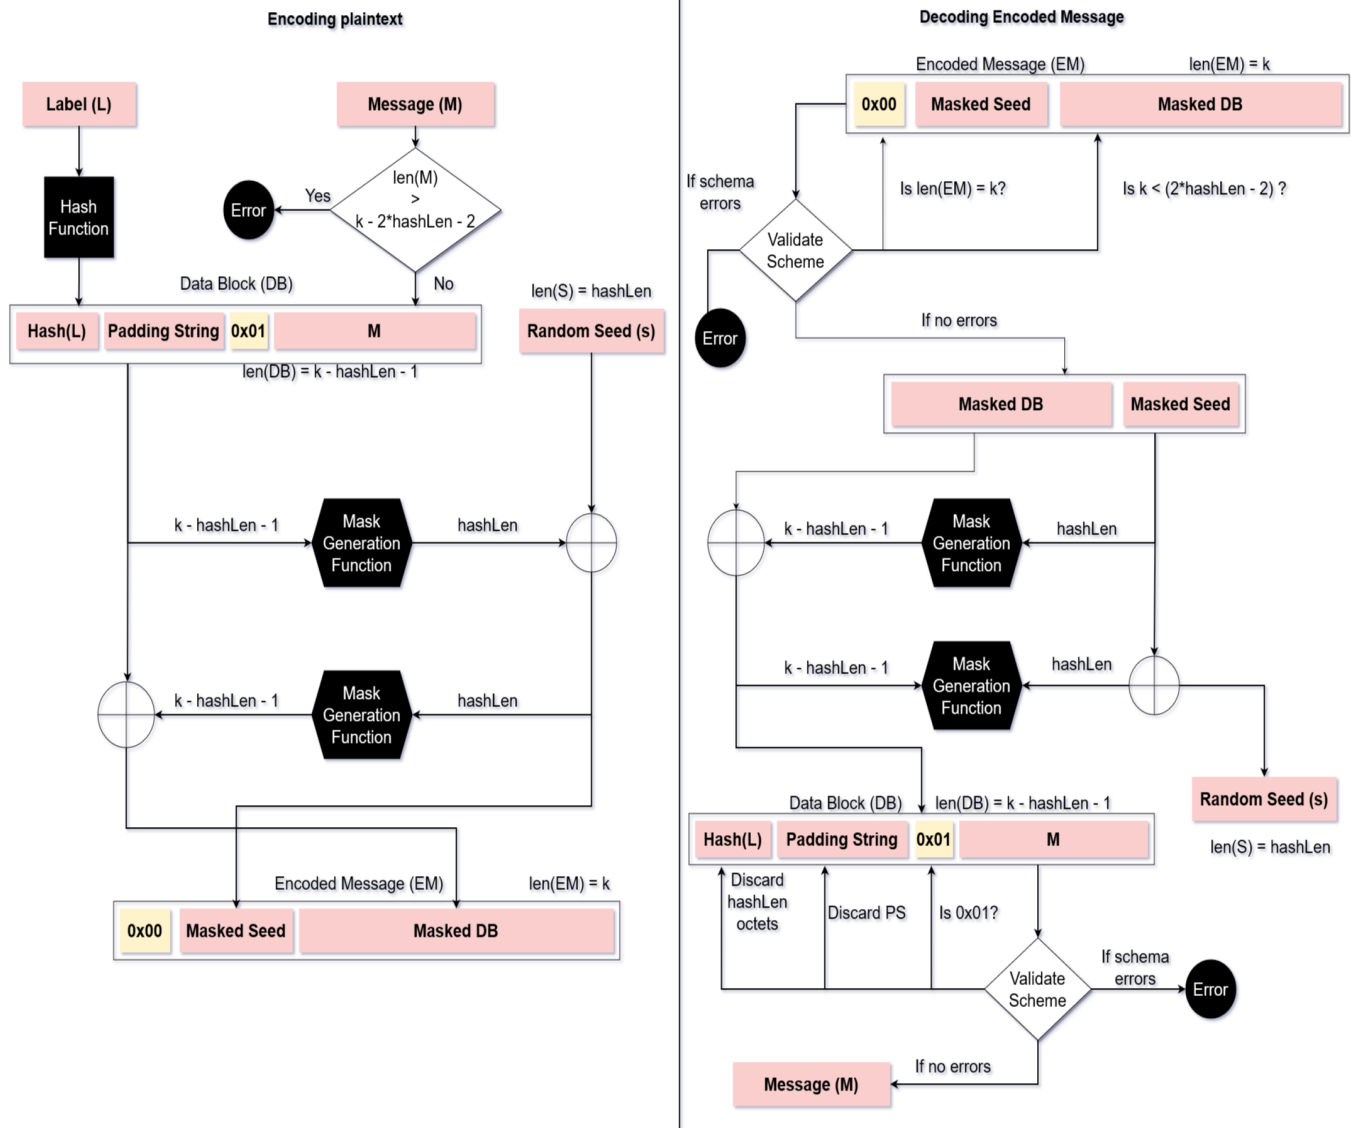 Encoding plaintext
Label (L)
Message (M)
Hash
Function
len(M)
>
k - 2*hashLen - 2
Yes
Error
No
Data Block (DB)
Hash(L)
Padding String
0x01
M
len(DB) = k - hashLen - 1
len(S) = hashLen
Random Seed (s)
k - hashLen - 1
Mask
Generation
Function
hashLen
k - hashLen - 1
Mask
Generation
Function
hashLen
Encoded Message (EM)
len(EM) = k
0x00
Masked Seed
Masked DB
Decoding Encoded Message
Encoded Message (EM)
len(EM) = k
0x00
Masked Seed
Masked DB
If schema
errors
Is len(EM) = k?
Is k < (2*hashLen - 2) ?
Validate
Scheme
Error
If no errors
Masked DB
Masked Seed
k - hashLen - 1
Mask
Generation
Function
hashLen
k - hashLen - 1
Mask
Generation
Function
hashLen
Random Seed (s)
len(S) = hashLen
Data Block (DB)
len(DB) = k - hashLen - 1
Hash(L)
Padding String
0x01
M
Discard
hashLen
octets
Discard PS
Is 0x01?
Validate
Scheme
If schema
errors
Error
If no errors
Message (M)